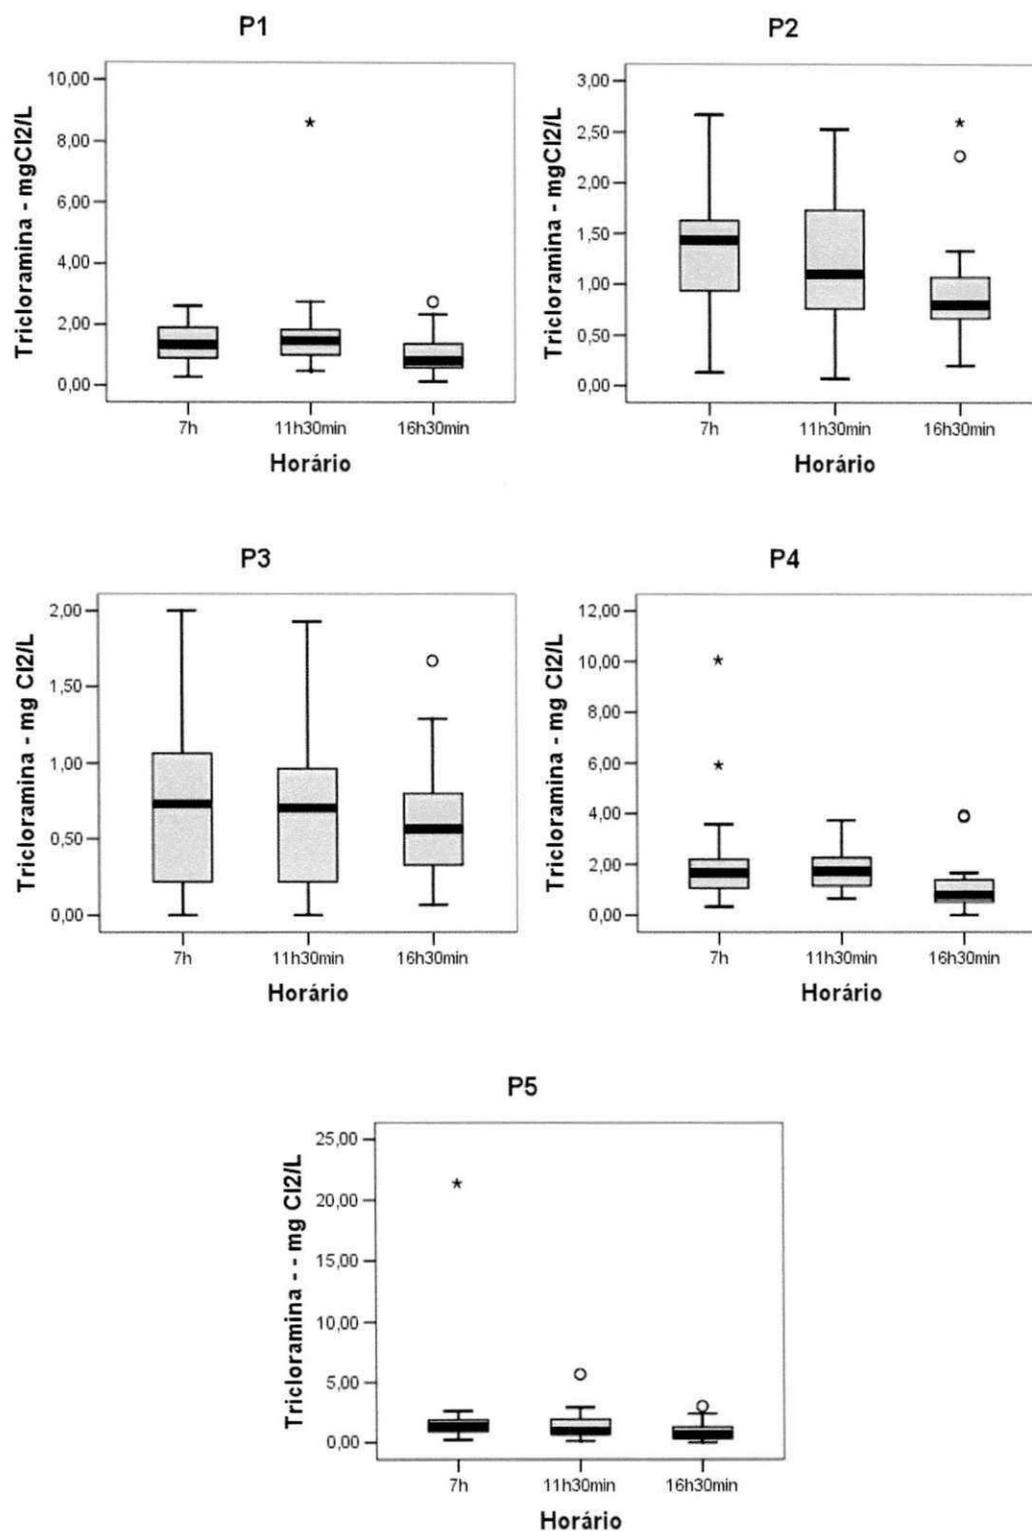 P1
Tricloramina - mgCl2/L
10,00
8,00
6,00
4,00
2,00
0,00
7h
11h30min
16h30min
Horário
P2
Tricloramina - mgCl2/L
3,00
2,50
2,00
1,50
1,00
0,50
0,00
7h
11h30min
16h30min
Horário
P3
Tricloramina - mg Cl2/L
2,00
1,50
1,00
0,50
0,00
7h
11h30min
16h30min
Horário
P4
Tricloramina - mg Cl2/L
12,00
10,00
8,00
6,00
4,00
2,00
0,00
7h
11h30min
16h30min
Horário
P5
Tricloramina - - mg Cl2/L
25,00
20,00
15,00
10,00
5,00
0,00
7h
11h30min
16h30min
Horário